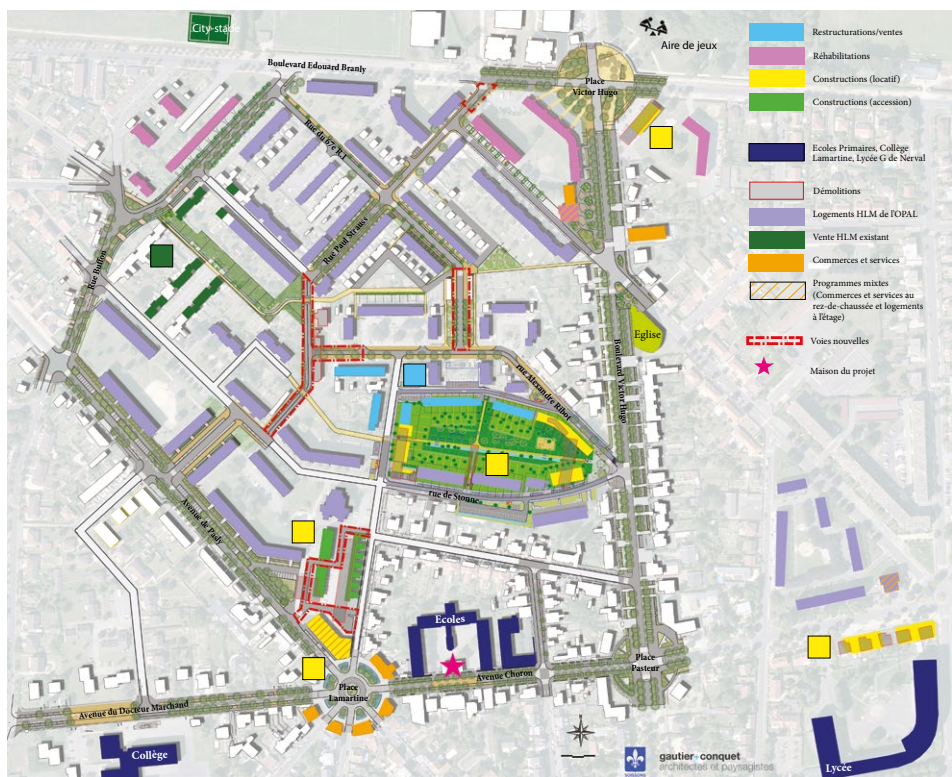 City-stade
Aire de jeux
Boulevard Edouard Branly
Place
Victor Hugo
Rue du 67e R.I
Rue Paul Strauss
Rue Buffon
Eglise
Boulevard Victor Hugo
rue Alexandre Ribot
rue de Stonne
Avenue de Pasly
Ecoles
Place
Pasteur
Avenue Choron
Place
Lamartine
Avenue du Docteur Marchand
Collège
Lycée
Restructurations/ventes
Réhabilitations
Constructions (locatif)
Constructions (accession)
Ecoles Primaires, Collège
Lamartine, Lycée G de Nerval
Démolitions
Logements HLM de l'OPAL
Vente HLM existant
Commerces et services
Programmes mixtes
(Commerces et services au
rez-de-chaussée et logements
à l'étage)
Voies nouvelles
Maison du projet
SOISSONS
gautier+conquet
architectes et paysagistes